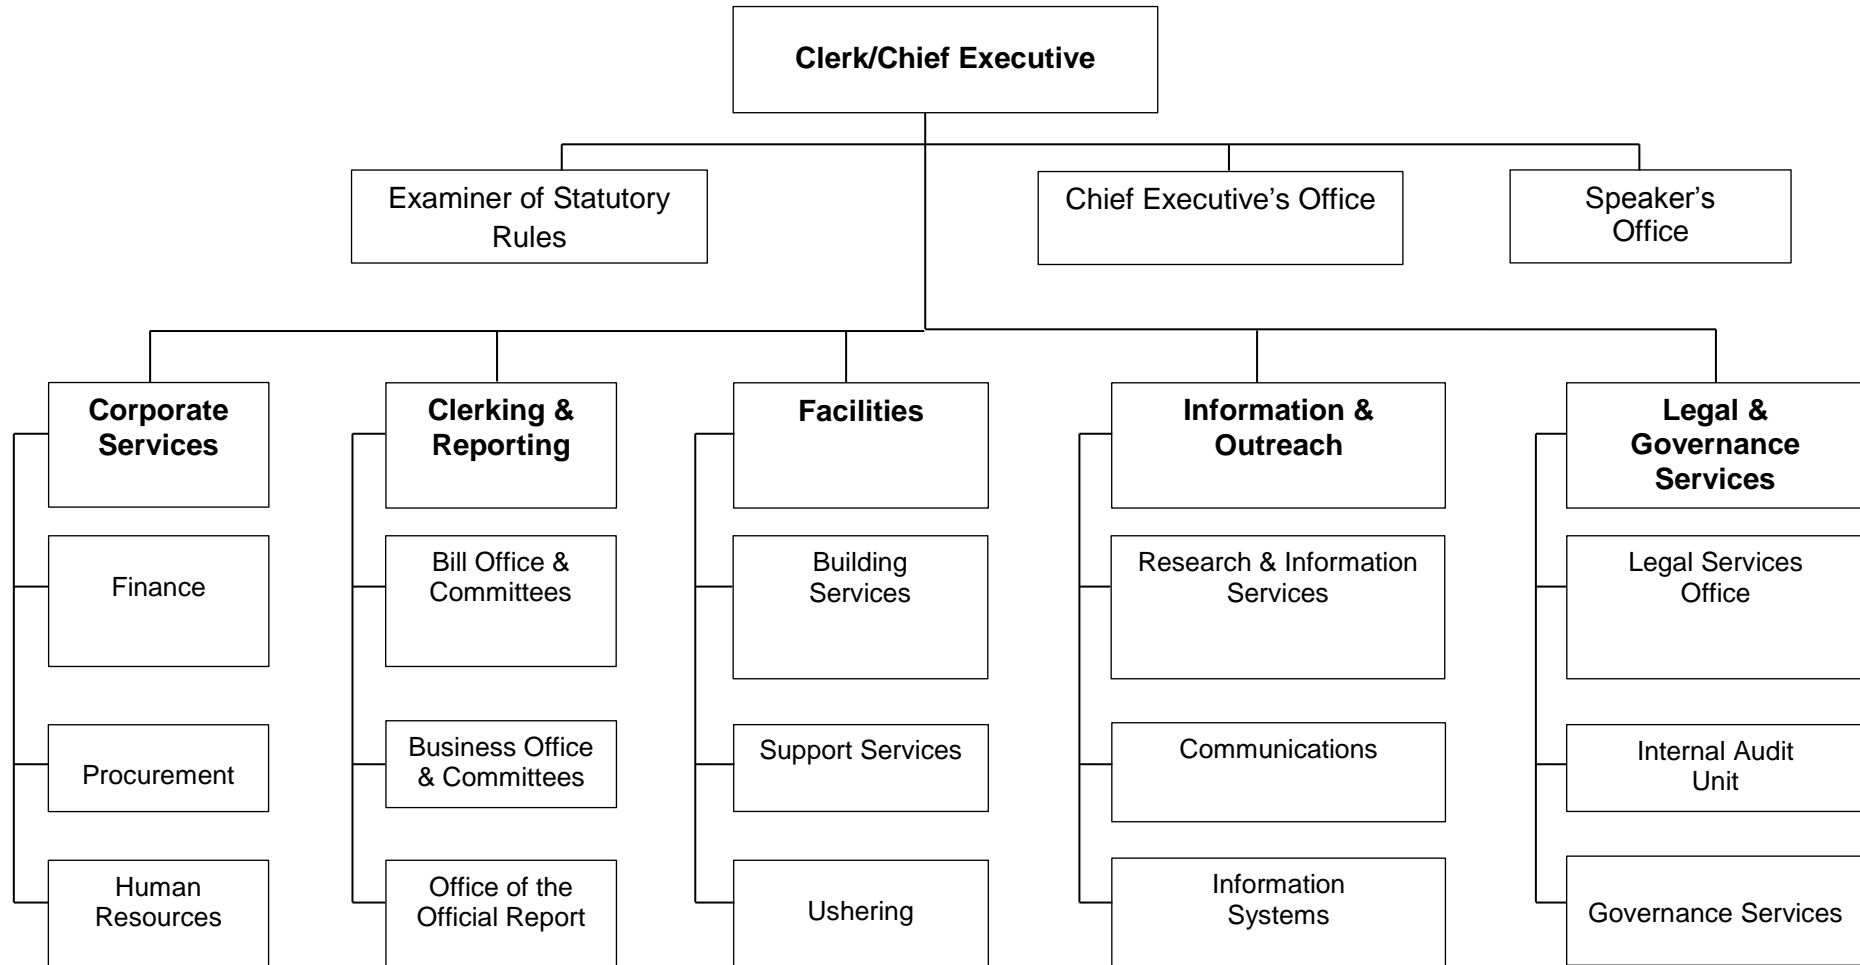 Clerk/Chief Executive
Examiner of Statutory
Rules
Chief Executive’s Office
Speaker’s
Office
Corporate
Services
Clerking &
Reporting
Facilities
Information &
Outreach
Legal &
Governance
Services
Finance
Bill Office &
Committees
Building
Services
Research & Information
Services
Legal Services
Office
Procurement
Business Office
& Committees
Support Services
Communications
Internal Audit
Unit
Human
Resources
Office of the
Official Report
Ushering
Information
Systems
Governance Services